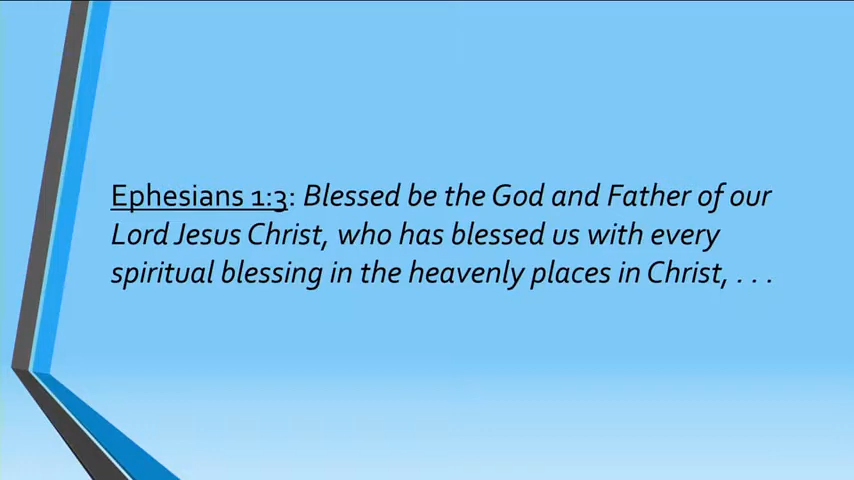 Ephesians 1:3: Blessed be the God and Father of our
Lord Jesus Christ, who has blessed us with every
spiritual blessing in the heavenly places in Christ, . . .